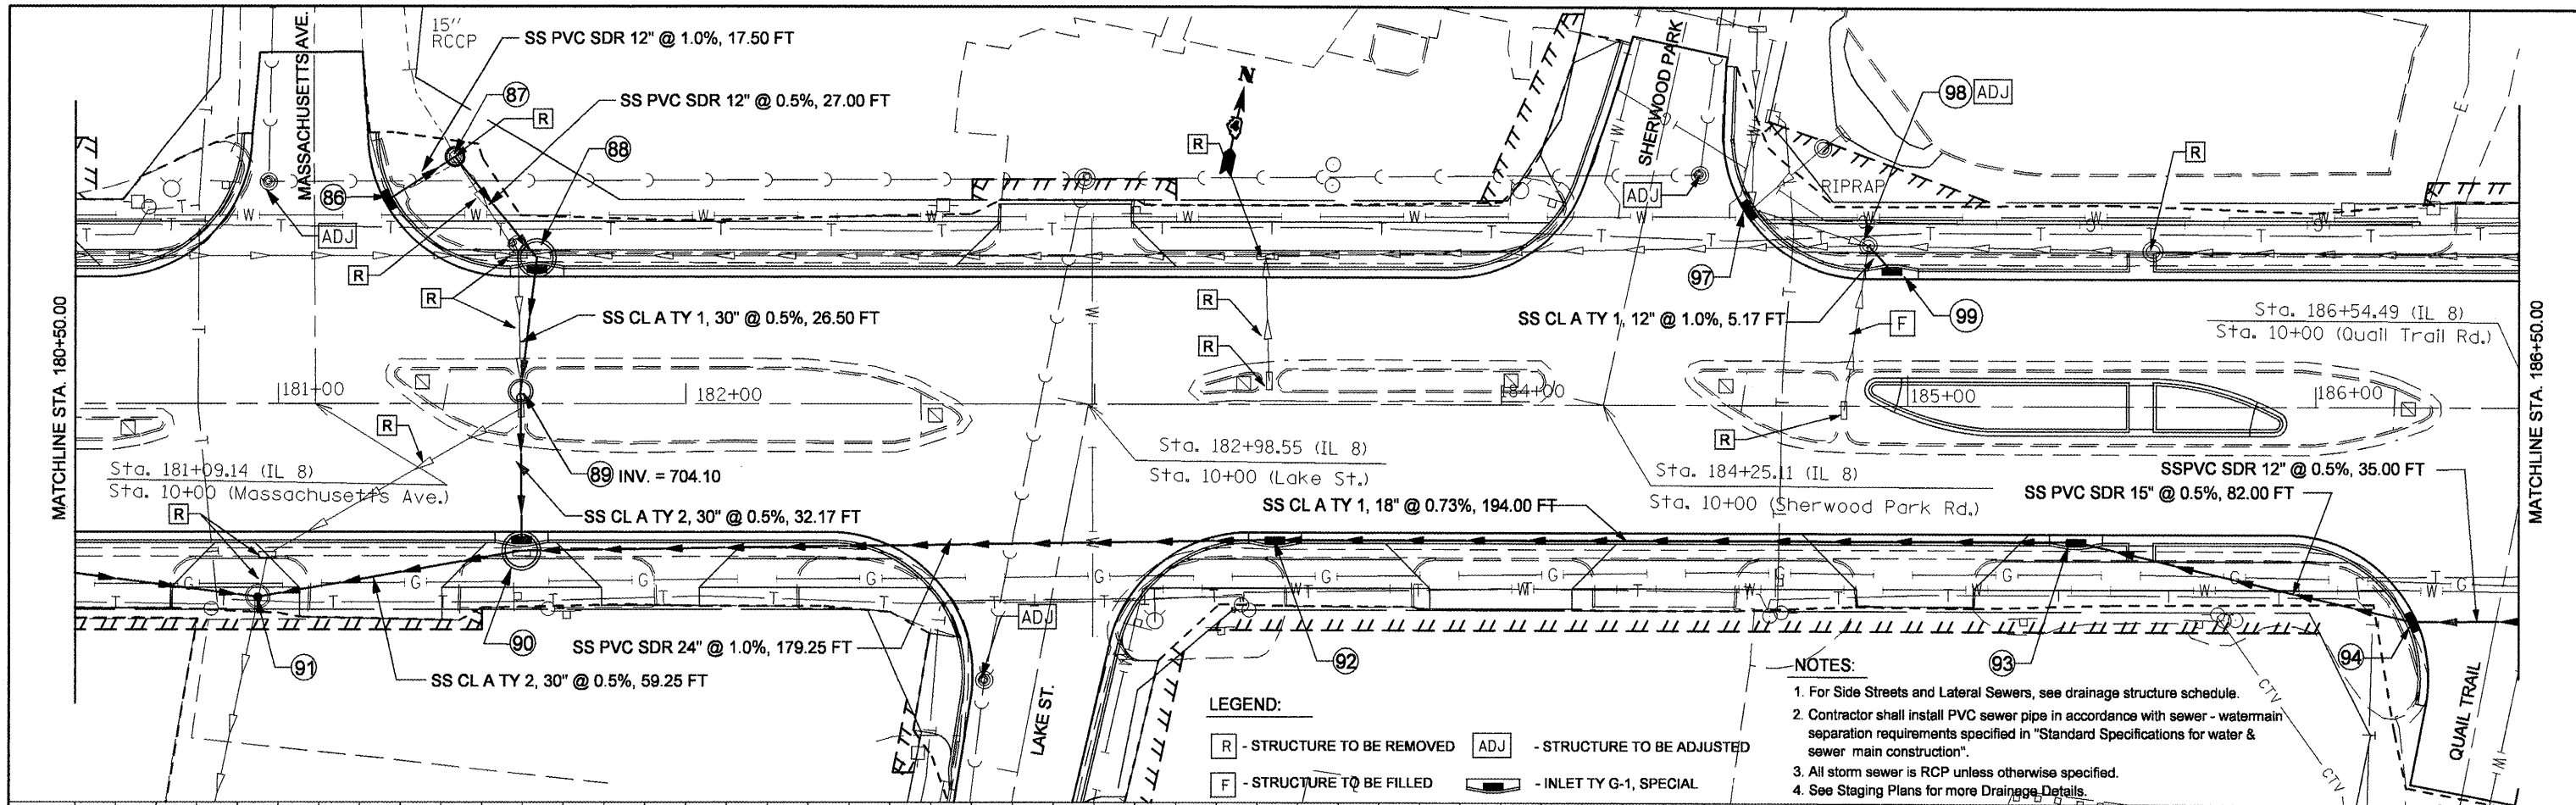 MASSACHUSETTS AVE.
15"
RCCP
SS PVC SDR 12" @ 1.0%, 17.50 FT
87
SS PVC SDR 12" @ 0.5%, 27.00 FT
R
88
86
ADJ
R
R
N
R
SHERWOOD PARK
ADJ
98 ADJ
R
RIPRAP
97
99
MATCHLINE STA. 180+50.00
SS CL A TY 1, 30" @ 0.5%, 26.50 FT
R
R
SS CL A TY 1, 12" @ 1.0%, 5.17 FT
F
Sta. 186+54.49 (IL 8)
Sta. 10+00 (Quail Trail Rd.)
MATCHLINE STA. 186+50.00
181+00
182+00
184+00
185+00
186+00
R
R
Sta. 181+09.14 (IL 8)
Sta. 10+00 (Massachusetts Ave.)
89 INV. = 704.10
Sta. 182+98.55 (IL 8)
Sta. 10+00 (Lake St.)
Sta. 184+25.11 (IL 8)
Sta. 10+00 (Sherwood Park Rd.)
SSPVC SDR 12" @ 0.5%, 35.00 FT
SS PVC SDR 15" @ 0.5%, 82.00 FT
SS CL A TY 1, 18" @ 0.73%, 194.00 FT
R
SS CL A TY 2, 30" @ 0.5%, 32.17 FT
91
90
SS PVC SDR 24" @ 1.0%, 179.25 FT
SS CL A TY 2, 30" @ 0.5%, 59.25 FT
ADJ
LAKE ST.
92
93
94
CTV
CTV
QUAIL TRAIL
LEGEND:
R - STRUCTURE TO BE REMOVED
ADJ - STRUCTURE TO BE ADJUSTED
F - STRUCTURE TO BE FILLED
- INLET TY G-1, SPECIAL
NOTES:
1. For Side Streets and Lateral Sewers, see drainage structure schedule.
2. Contractor shall install PVC sewer pipe in accordance with sewer - watermain
separation requirements specified in "Standard Specifications for water &
sewer main construction".
3. All storm sewer is RCP unless otherwise specified.
4. See Staging Plans for more Drainage Details.